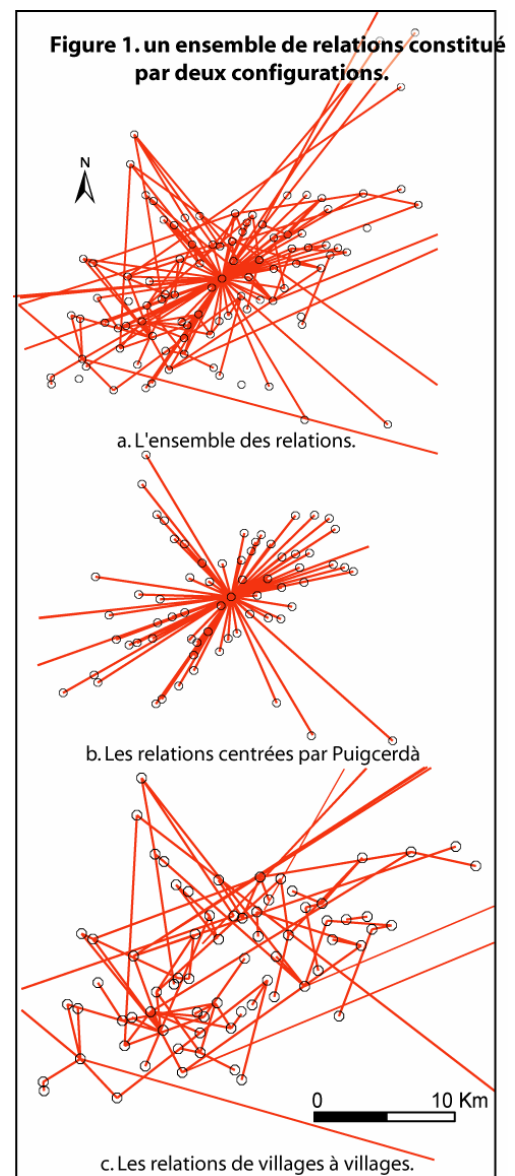 Figure 1. un ensemble de relations constitué
par deux configurations.
N
a. L'ensemble des relations.
b. Les relations centrées par Puigcerdà
0 10 Km
c. Les relations de villages à villages.